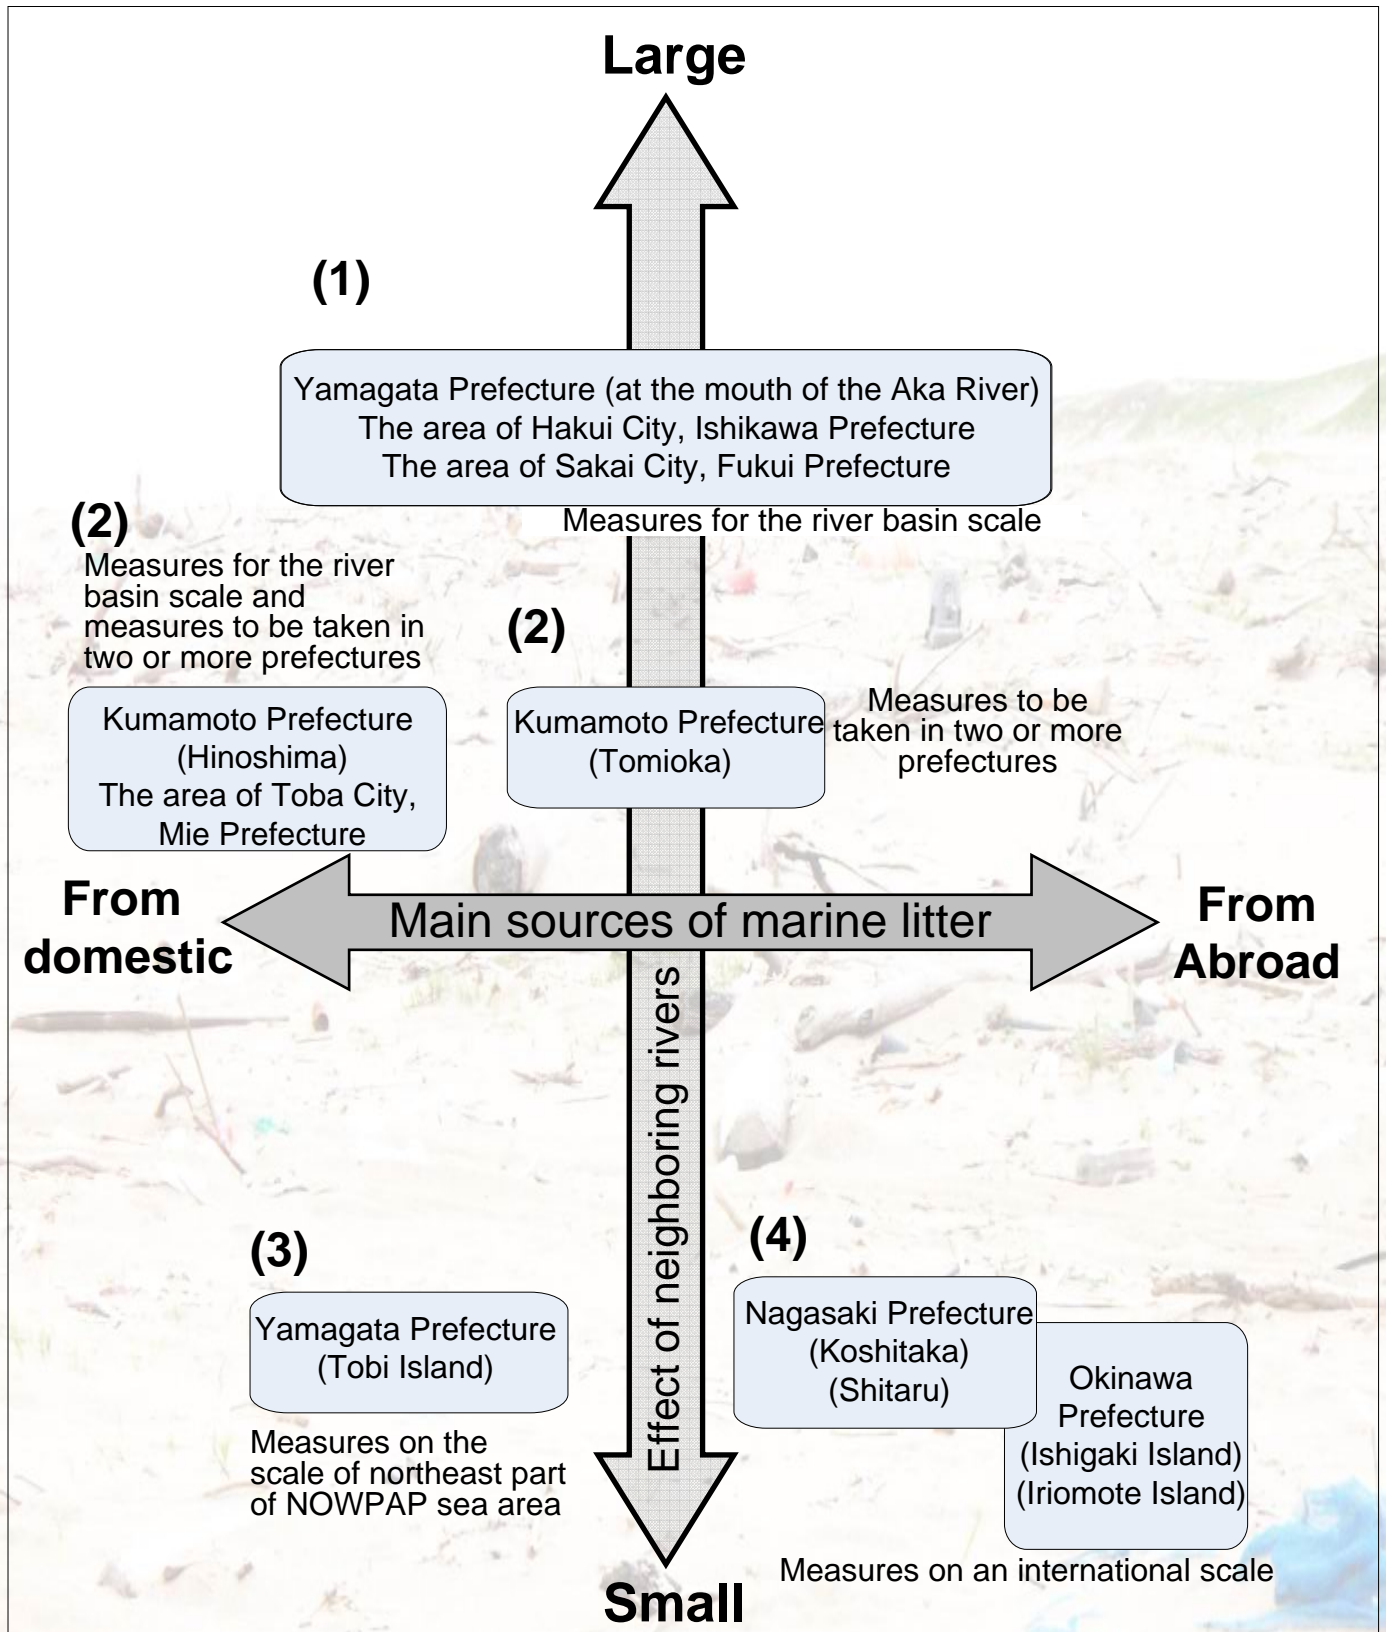 Large
(1)
Yamagata Prefecture (at the mouth of the Aka River)
The area of Hakui City, Ishikawa Prefecture
The area of Sakai City, Fukui Prefecture
Measures for the river basin scale
(2)
Measures for the river
basin scale and
measures to be taken in
two or more prefectures
Kumamoto Prefecture
(Hinoshima)
The area of Toba City,
Mie Prefecture
(2)
Kumamoto Prefecture
(Tomioka)
Measures to be
taken in two or more
prefectures
From
domestic
Main sources of marine litter
From
Abroad
Effect of neighboring rivers
(3)
Yamagata Prefecture
(Tobi Island)
Measures on the
scale of northeast part
of NOWPAP sea area
(4)
Nagasaki Prefecture
(Koshitaka)
(Shitaru)
Okinawa
Prefecture
(Ishigaki Island)
(Iriomote Island)
Measures on an international scale
Small